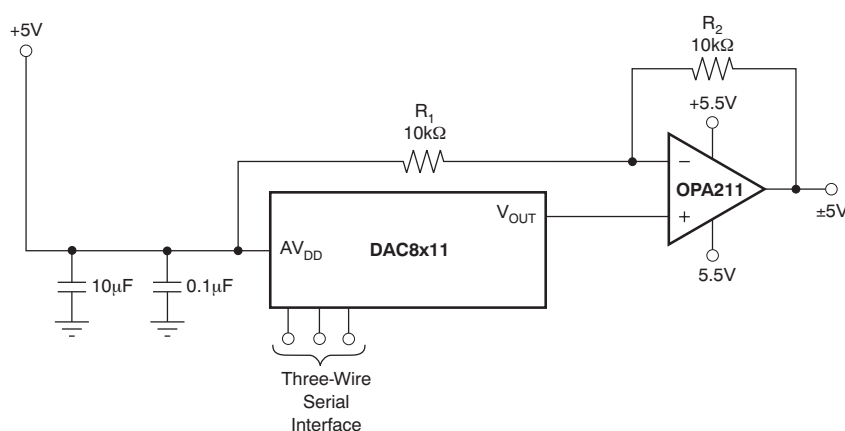 +5V
R2
10kΩ
+5.5V
R1
10kΩ
−
OPA211
+
±5V
5.5V
VOUT
AVDD
DAC8x11
10μF
0.1μF
Three-Wire
Serial
Interface